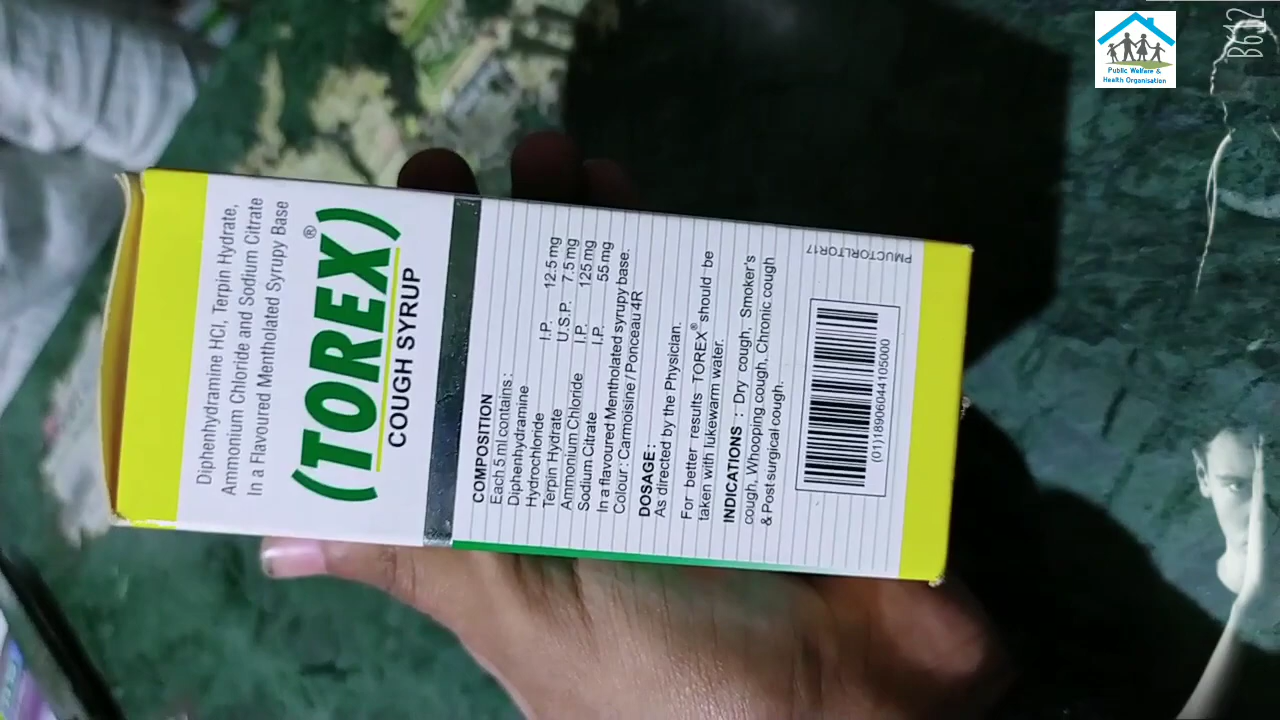 Diphenhydramine HCl, Terpin Hydrate,
Ammonium Chloride and Sodium Citrate
In a Flavoured Mentholated Syrupy Base
(TOREX)®
COUGH SYRUP
COMPOSITION
Each 5 ml contains :
Diphenhydramine
Hydrochloride I.P. 12.5 mg
Terpin Hydrate U.S.P. 7.5 mg
Ammonium Chloride I.P. 125 mg
Sodium Citrate I.P. 55 mg
In a flavoured Mentholated syrupy base.
Colour : Carmoisine / Ponceau 4R
DOSAGE :
As directed by the Physician.
For better results TOREX® should be
taken with lukewarm water.
INDICATIONS : Dry cough, Smoker's
cough, Whooping cough, Chronic cough
& Post surgical cough.
(01)18906044105000
PMUCTORLTOR17
Public Welfare &
Health Organisation
B612